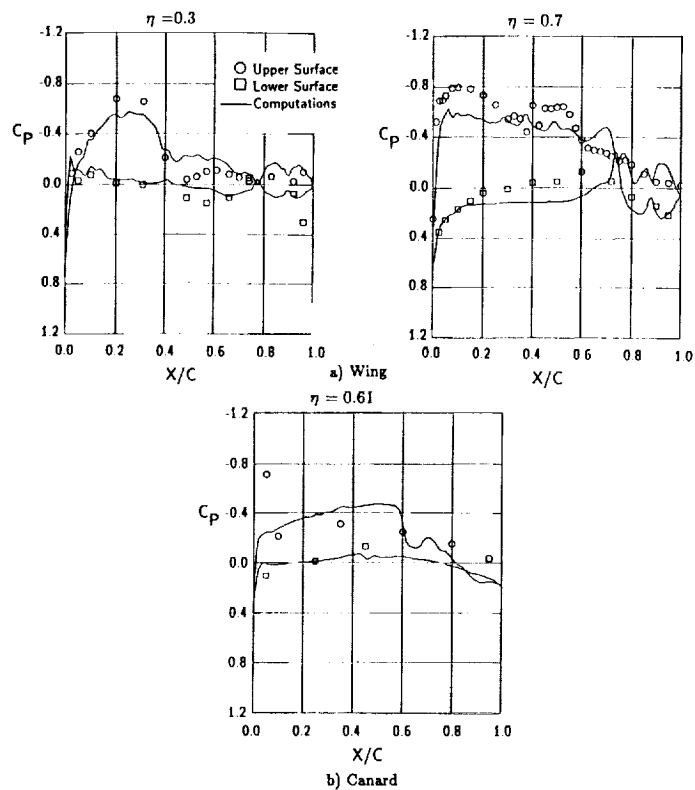 η = 0.3
-1.2
-0.8
-0.4
0.0
0.4
0.8
1.2
C_P
0.0 0.2 0.4 0.6 0.8 1.0
X/C
Upper Surface
Lower Surface
Computations
η = 0.7
-1.2
-0.8
-0.4
0.0
0.4
0.8
1.2
C_P
0.0 0.2 0.4 0.6 0.8 1.0
X/C
a) Wing
η = 0.61
-1.2
-0.8
-0.4
0.0
0.4
0.8
1.2
C_P
0.0 0.2 0.4 0.6 0.8 1.0
X/C
b) Canard